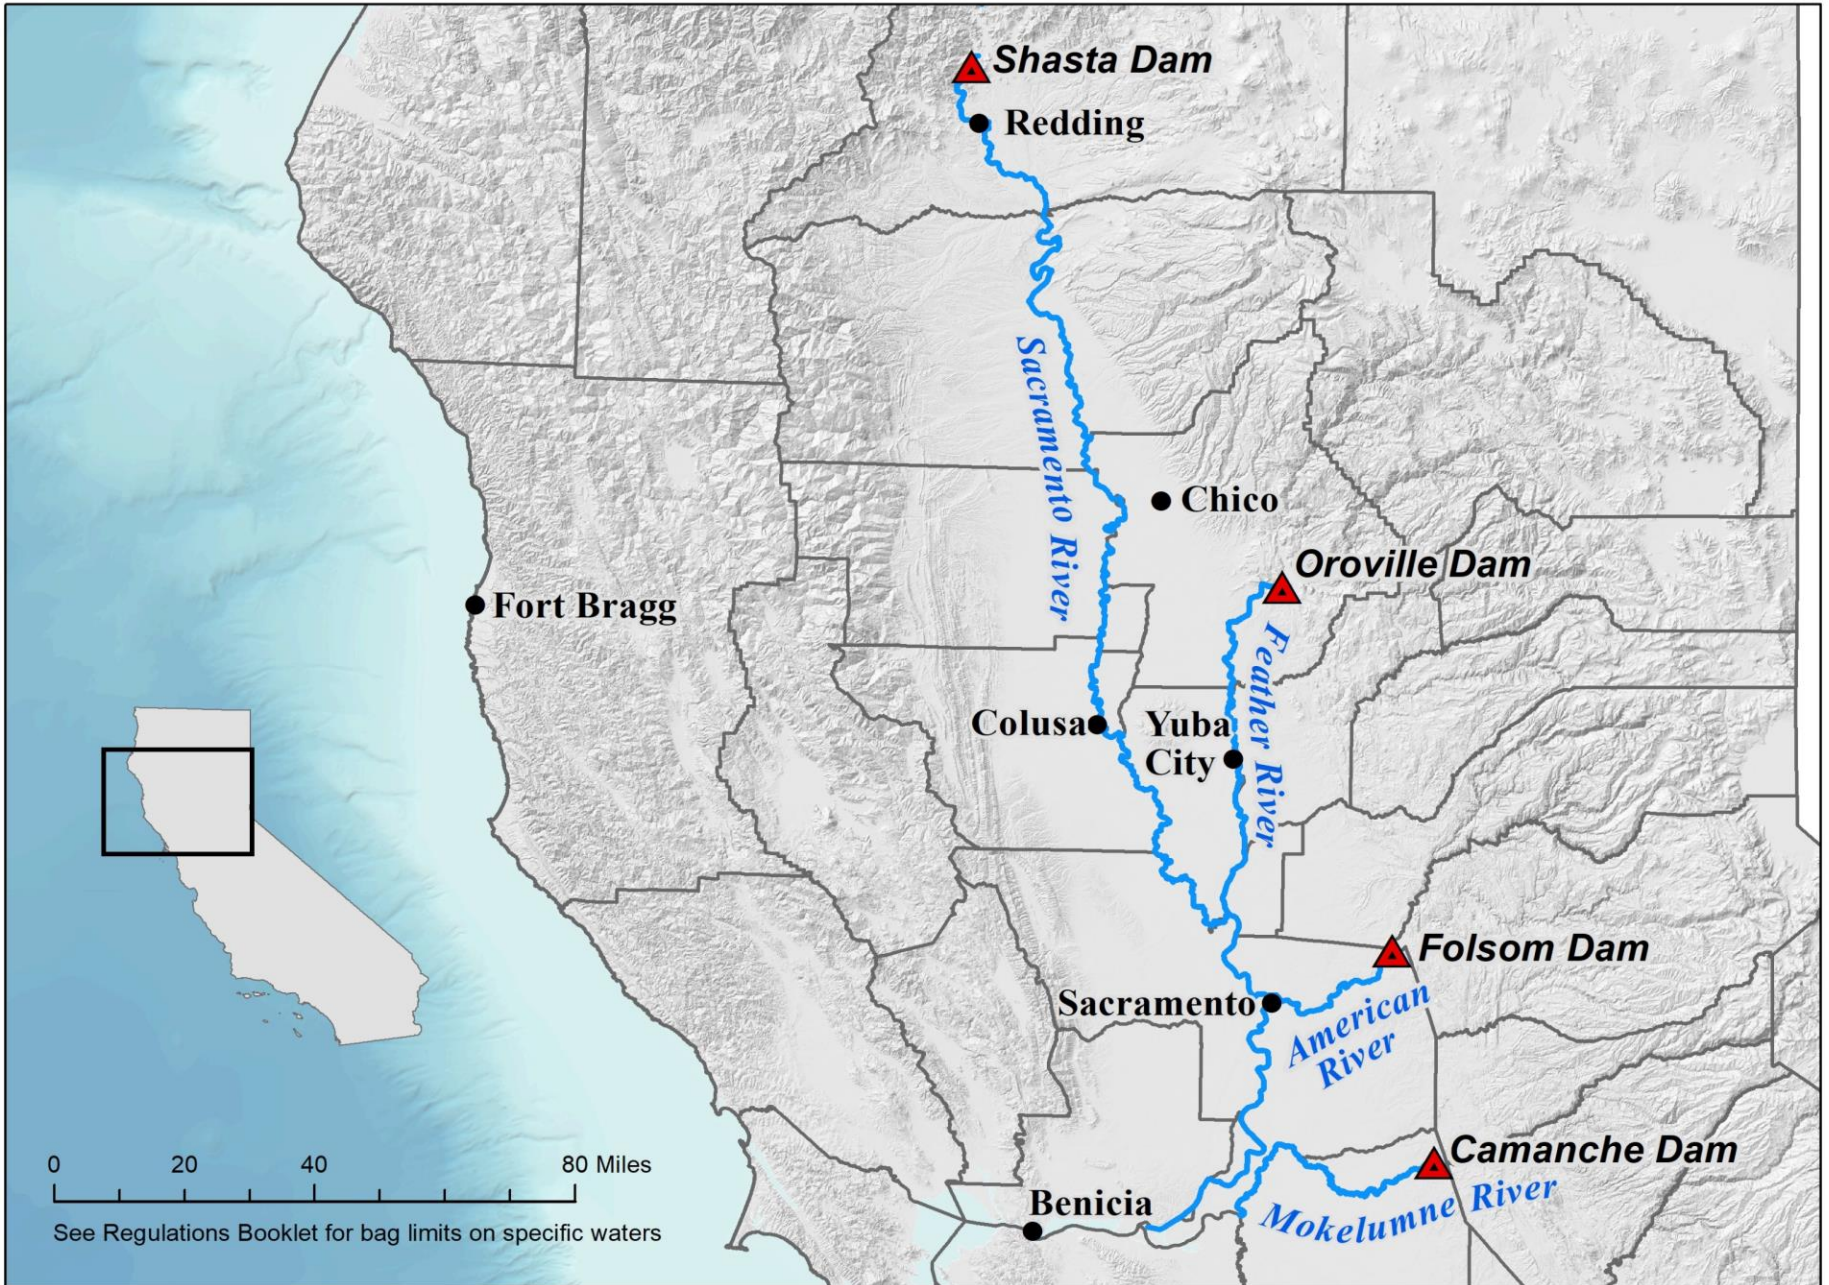 Shasta Dam
Redding
Sacramento River
Chico
Oroville Dam
Fort Bragg
Feather River
Colusa
Yuba
City
Folsom Dam
Sacramento
American
River
Camanche Dam
0 20 40 80 Miles
Benicia
Mokelumne River
See Regulations Booklet for bag limits on specific waters